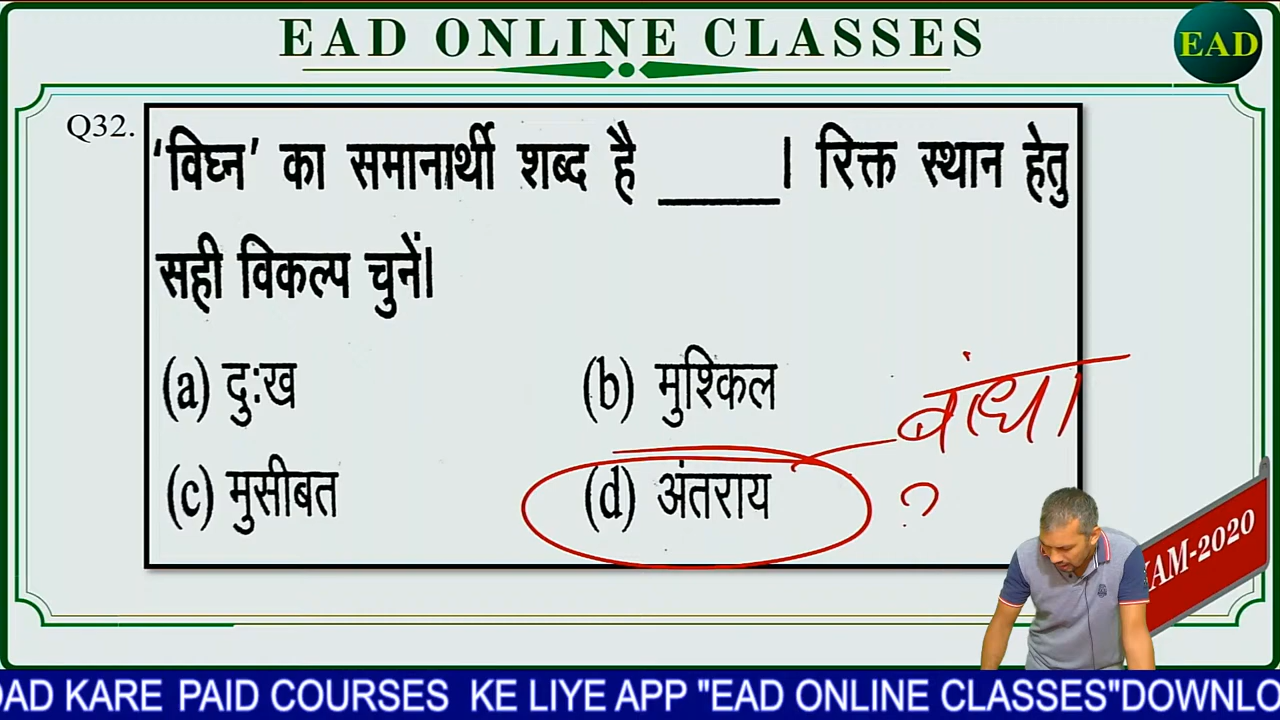 EAD ONLINE CLASSES
EAD
Q32.
'विघ्न' का समानार्थी शब्द है _____। रिक्त स्थान हेतु
सही विकल्प चुनें।
(a) दुःख
(b) मुश्किल
बांधा
(c) मुसीबत
(d) अंतराय
?
AM-2020
OAD KARE PAID COURSES KE LIYE APP "EAD ONLINE CLASSES"DOWNLO